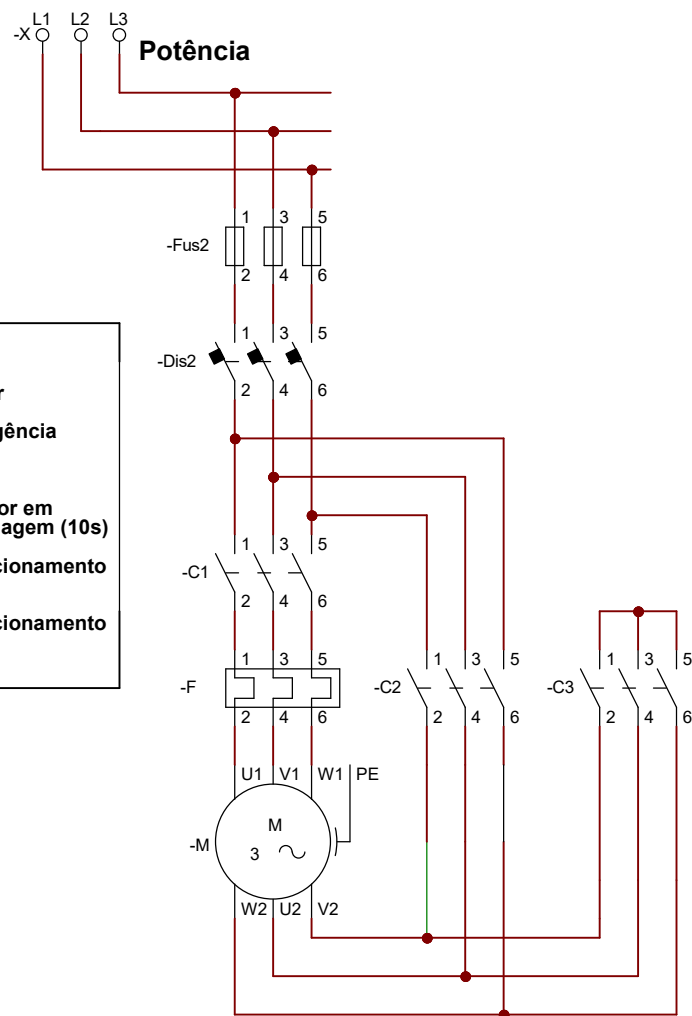 L1 L2 L3
-X
Potência
1 3 5
-Fus2
2 4 6
1 3 5
-Dis2
2 4 6
gência
or em
agem (10s)
cionamento
cionamento
1 3 5
-C1
2 4 6
1 3 5
-F
2 4 6
1 3 5
-C2
2 4 6
1 3 5
-C3
2 4 6
U1 V1 W1 PE
M
-M
3
W2 U2 V2